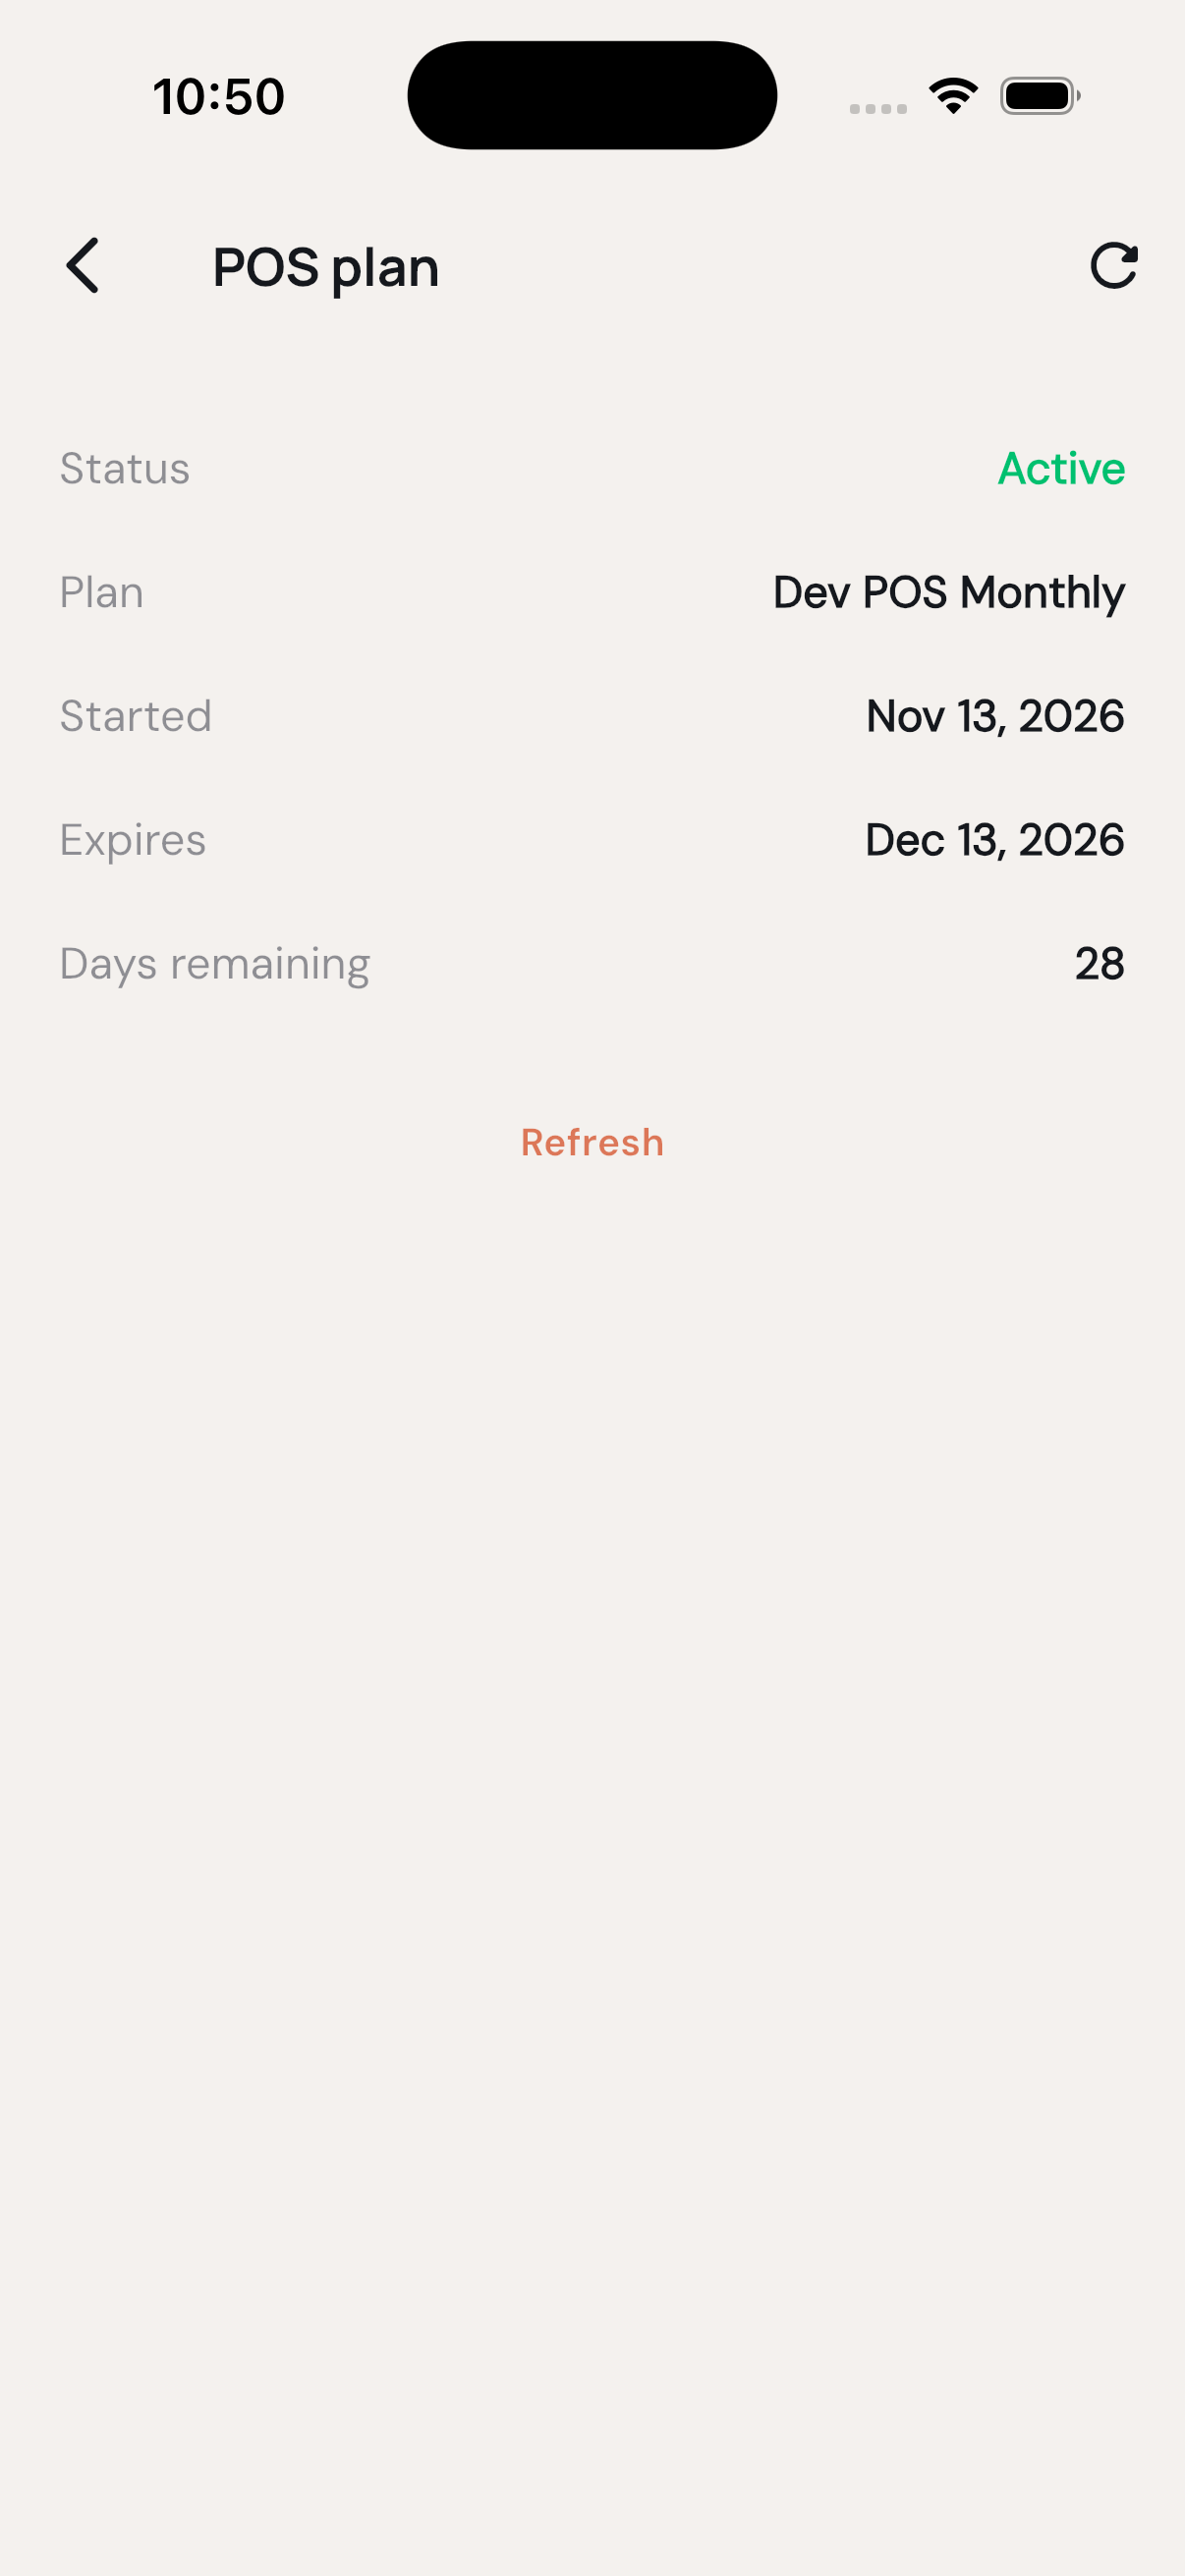 10:50
POS plan
Status Active
Plan Dev POS Monthly
Started Nov 13, 2026
Expires Dec 13, 2026
Days remaining 28
Refresh